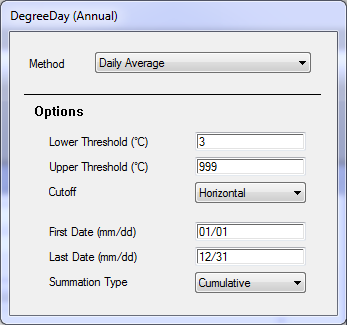 DegreeDay (Annual)
Method Daily Average
Options
Lower Threshold (°C) 3
Upper Threshold (°C) 999
Cutoff Horizontal
First Date (mm/dd) 01/01
Last Date (mm/dd) 12/31
Summation Type Cumulative